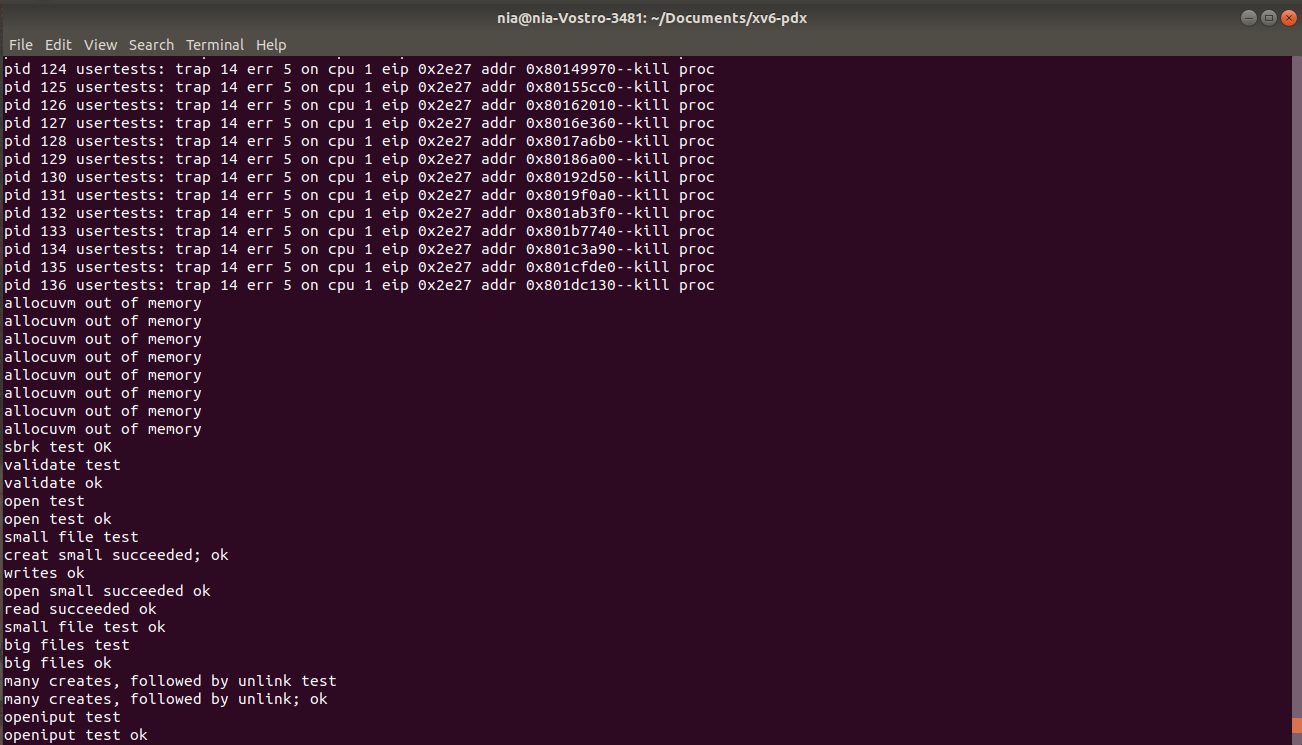 nia@nia-Vostro-3481: ~/Documents/xv6-pdx
File Edit View Search Terminal Help
pid 124 usertests: trap 14 err 5 on cpu 1 eip 0x2e27 addr 0x80149970--kill proc
pid 125 usertests: trap 14 err 5 on cpu 1 eip 0x2e27 addr 0x80155cc0--kill proc
pid 126 usertests: trap 14 err 5 on cpu 1 eip 0x2e27 addr 0x80162010--kill proc
pid 127 usertests: trap 14 err 5 on cpu 1 eip 0x2e27 addr 0x8016e360--kill proc
pid 128 usertests: trap 14 err 5 on cpu 1 eip 0x2e27 addr 0x8017a6b0--kill proc
pid 129 usertests: trap 14 err 5 on cpu 1 eip 0x2e27 addr 0x80186a00--kill proc
pid 130 usertests: trap 14 err 5 on cpu 1 eip 0x2e27 addr 0x80192d50--kill proc
pid 131 usertests: trap 14 err 5 on cpu 1 eip 0x2e27 addr 0x8019f0a0--kill proc
pid 132 usertests: trap 14 err 5 on cpu 1 eip 0x2e27 addr 0x801ab3f0--kill proc
pid 133 usertests: trap 14 err 5 on cpu 1 eip 0x2e27 addr 0x801b7740--kill proc
pid 134 usertests: trap 14 err 5 on cpu 1 eip 0x2e27 addr 0x801c3a90--kill proc
pid 135 usertests: trap 14 err 5 on cpu 1 eip 0x2e27 addr 0x801cfde0--kill proc
pid 136 usertests: trap 14 err 5 on cpu 1 eip 0x2e27 addr 0x801dc130--kill proc
allocuvm out of memory
allocuvm out of memory
allocuvm out of memory
allocuvm out of memory
allocuvm out of memory
allocuvm out of memory
allocuvm out of memory
allocuvm out of memory
sbrk test OK
validate test
validate ok
open test
open test ok
small file test
creat small succeeded; ok
writes ok
open small succeeded ok
read succeeded ok
small file test ok
big files test
big files ok
many creates, followed by unlink test
many creates, followed by unlink; ok
openiput test
openiput test ok